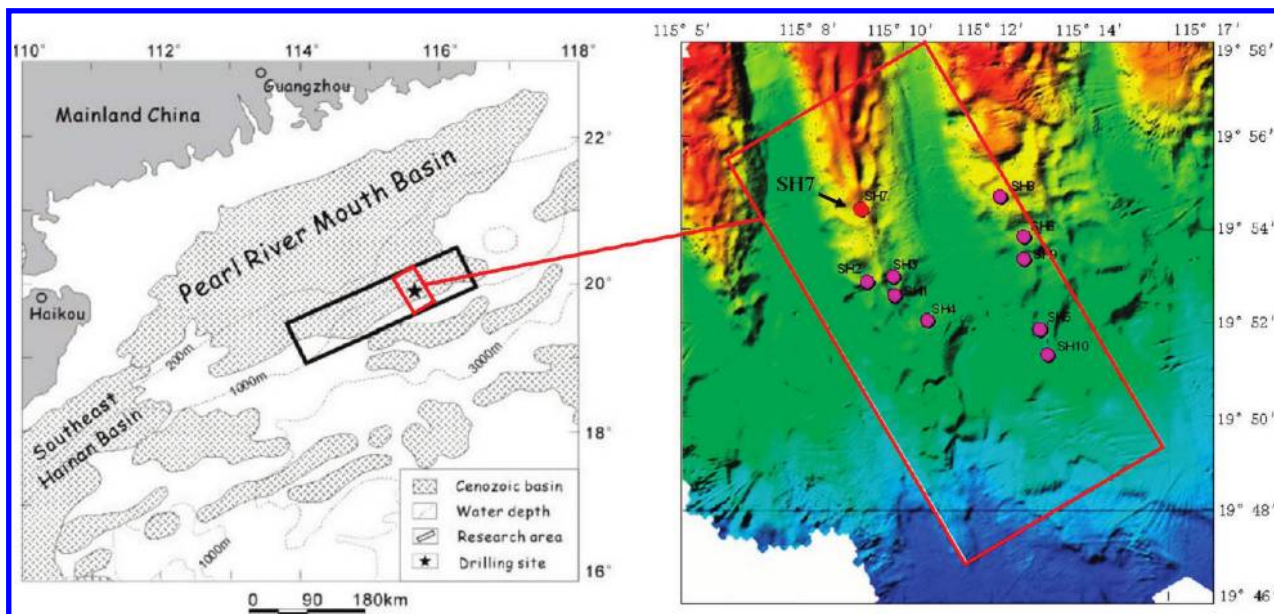 110°
112°
114°
116°
118°
Guangzhou
Mainland China
22°
Pearl River Mouth Basin
20°
Haikou
200m
1000m
3000m
Southeast
Hainan Basin
18°
1000m
Cenozoic basin
Water depth
Research area
Drilling site
16°
0 90 180km
115° 5'
115° 8'
115° 10'
115° 12'
115° 14'
115° 17'
19° 58'
19° 56'
19° 54'
19° 52'
19° 50'
19° 48'
19° 46'
SH7
SH7
SH8
SH6
SH9
SH2
SH3
SH1
SH4
SH5
SH10